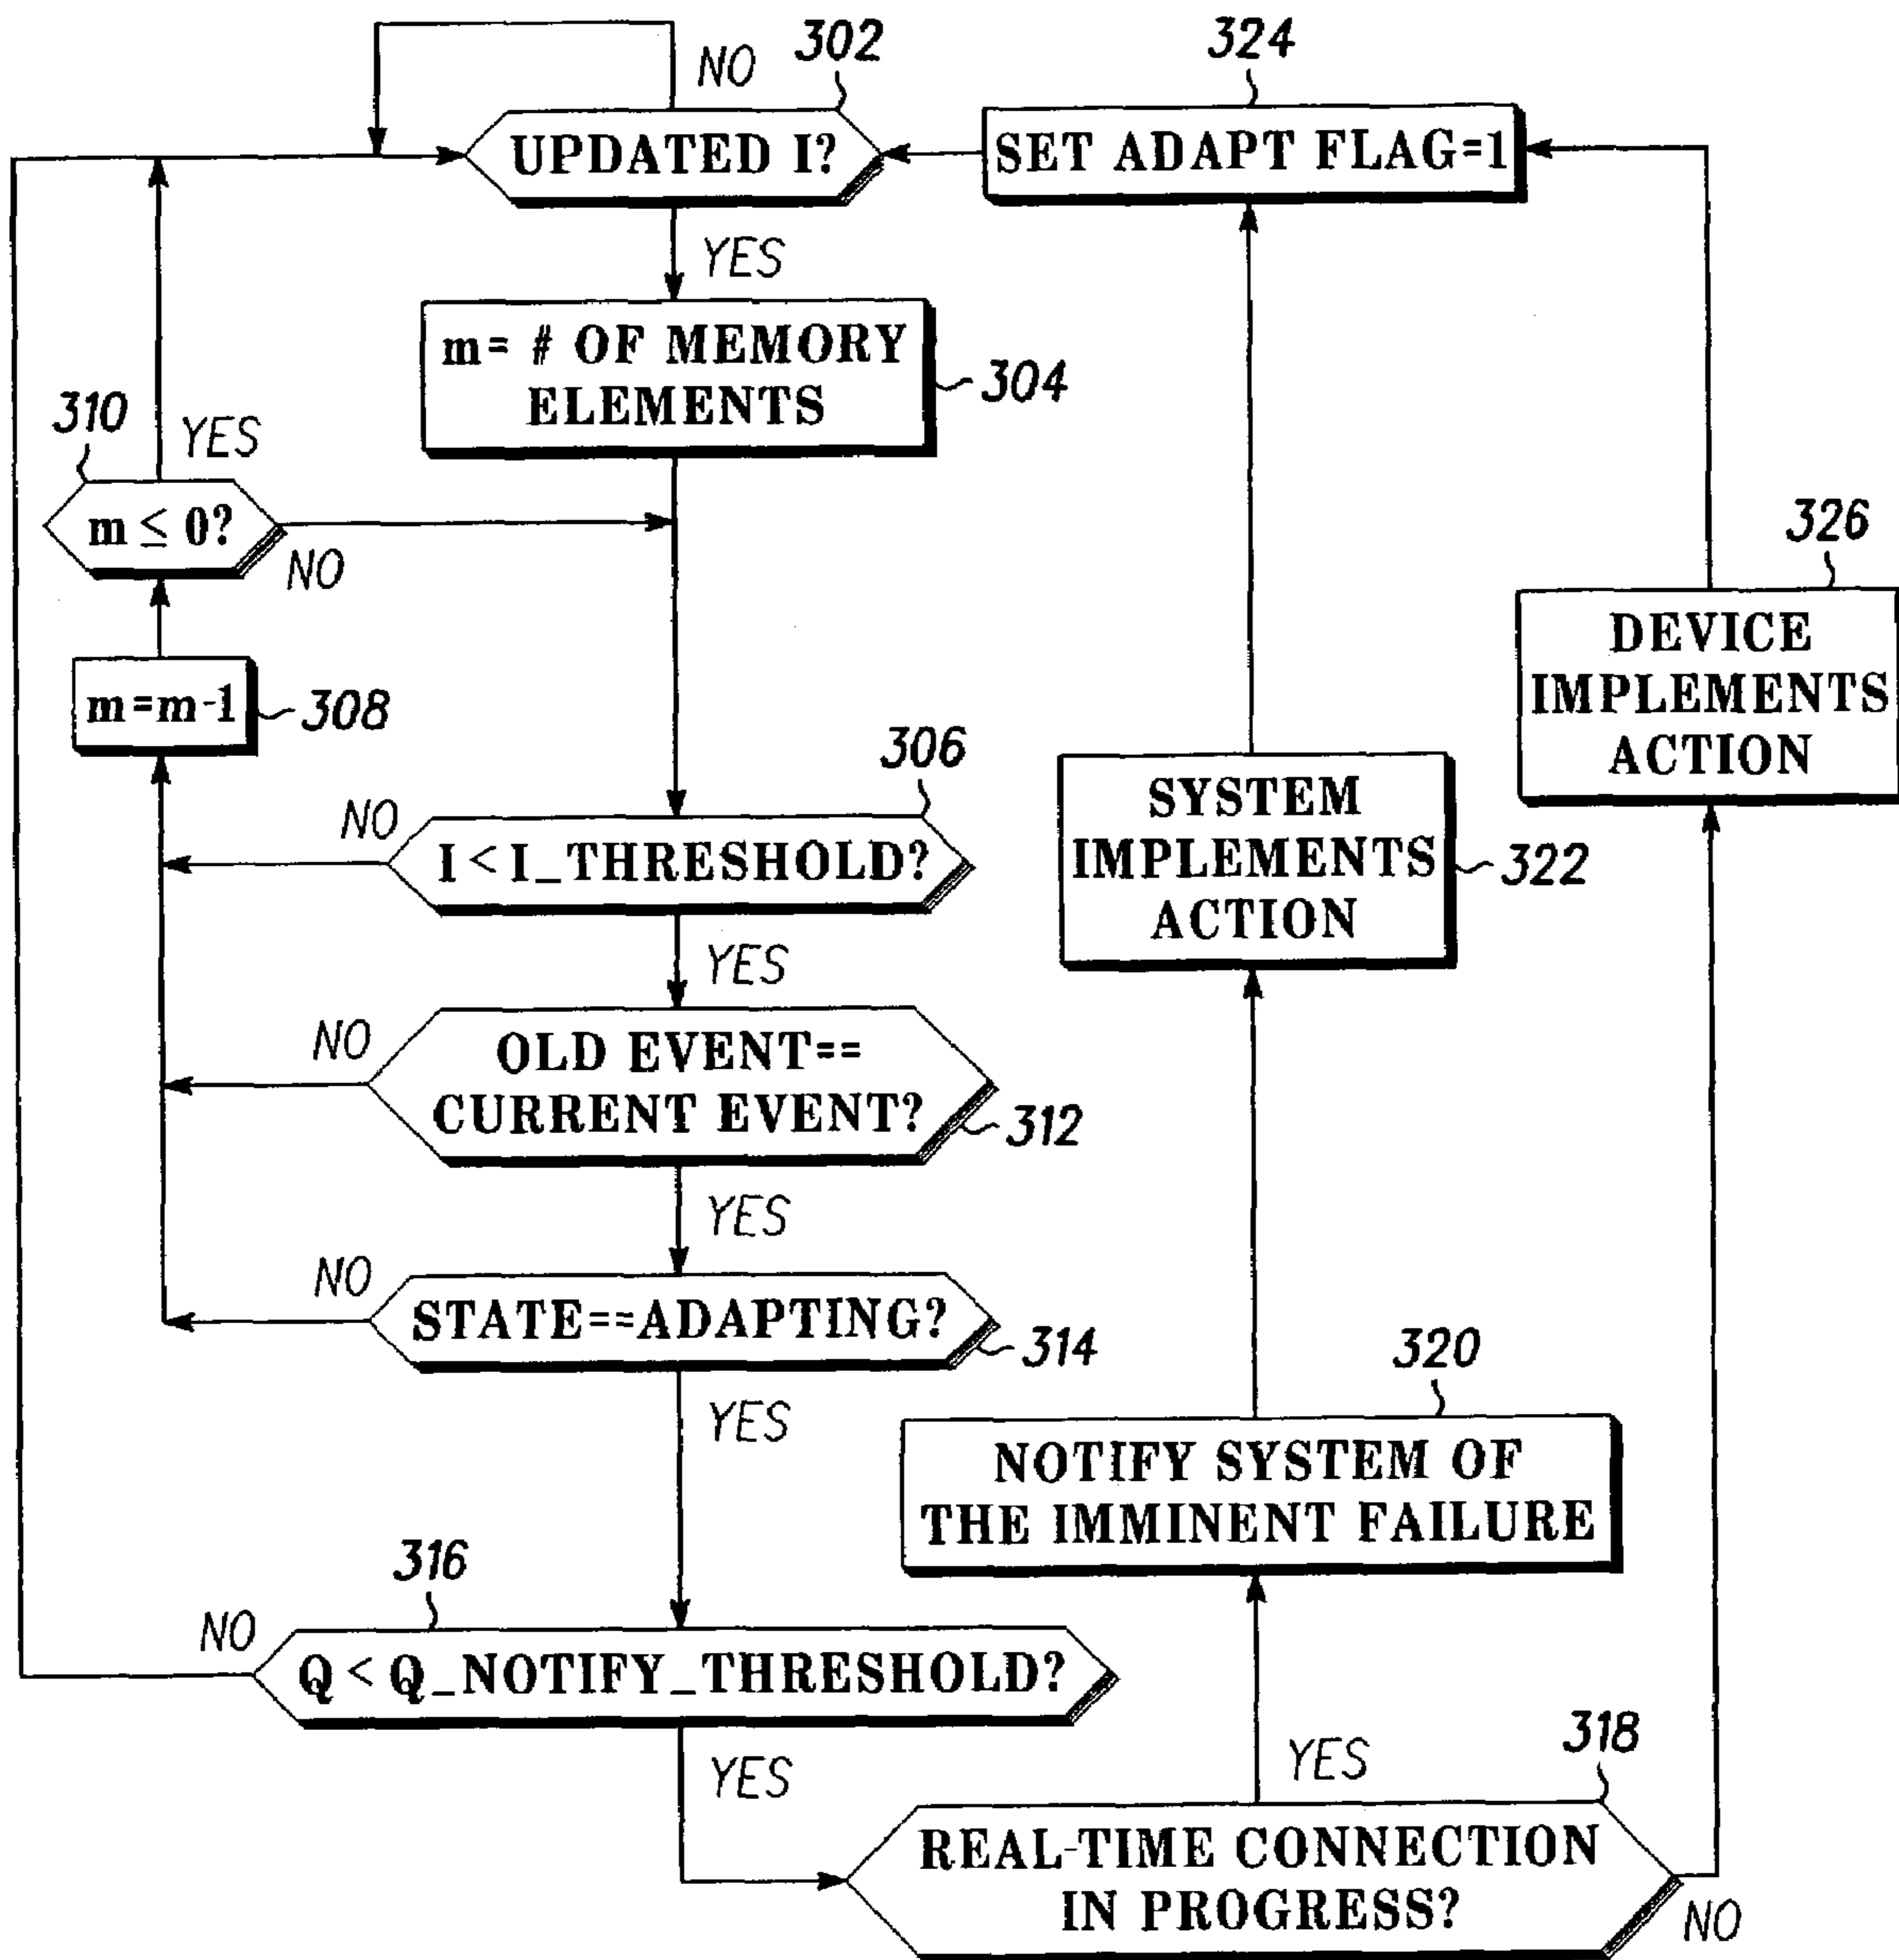 302
324
NO
UPDATED I?
SET ADAPT FLAG=1
YES
m= # OF MEMORY
ELEMENTS
304
310
YES
m ≤ 0?
NO
326
DEVICE
IMPLEMENTS
ACTION
m=m-1
308
306
NO
I < I_THRESHOLD?
SYSTEM
IMPLEMENTS
ACTION
322
YES
NO
OLD EVENT==
CURRENT EVENT?
312
YES
NO
STATE==ADAPTING?
314
320
YES
NOTIFY SYSTEM OF
THE IMMINENT FAILURE
316
NO
Q < Q_NOTIFY_THRESHOLD?
318
YES
YES
REAL-TIME CONNECTION
IN PROGRESS?
NO